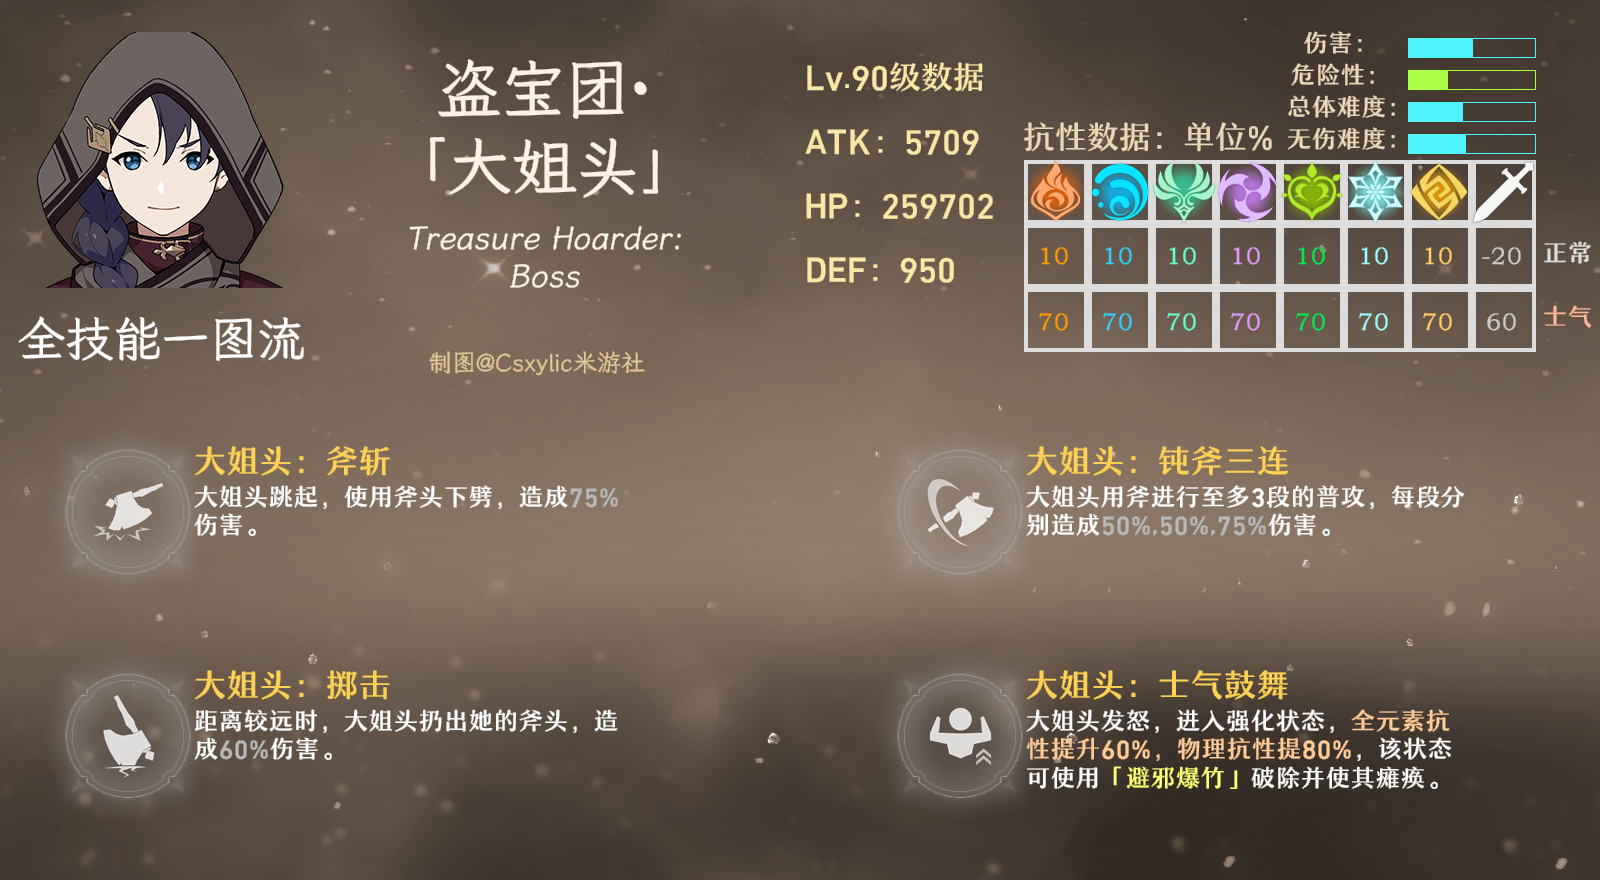 盗宝团·
「大姐头」
Treasure Hoarder:
Boss
全技能一图流
制图@Csxylic米游社
Lv.90级数据
ATK：5709
HP：259702
DEF：950
伤害：
危险性：
总体难度：
无伤难度：
抗性数据：单位%
10 10 10 10 10 10 10 -20 正常
70 70 70 70 70 70 70 60 士气
大姐头：斧斩
大姐头跳起，使用斧头下劈，造成75%
伤害。
大姐头：钝斧三连
大姐头用斧进行至多3段的普攻，每段分
别造成50%,50%,75%伤害。
大姐头：掷击
距离较远时，大姐头扔出她的斧头，造
成60%伤害。
大姐头：士气鼓舞
大姐头发怒，进入强化状态，全元素抗
性提升60%，物理抗性提80%，该状态
可使用「避邪爆竹」破除并使其瘫痪。